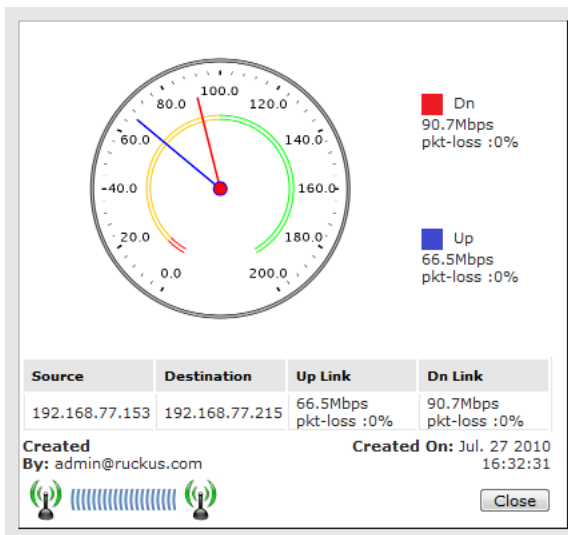 0.0
20.0
40.0
60.0
80.0
100.0
120.0
140.0
160.0
180.0
200.0
Dn
90.7Mbps
pkt-loss :0%
Up
66.5Mbps
pkt-loss :0%
Source Destination Up Link Dn Link
192.168.77.153 192.168.77.215 66.5Mbps 90.7Mbps
pkt-loss :0% pkt-loss :0%
Created Created On: Jul. 27 2010
By: admin@ruckus.com 16:32:31
Close